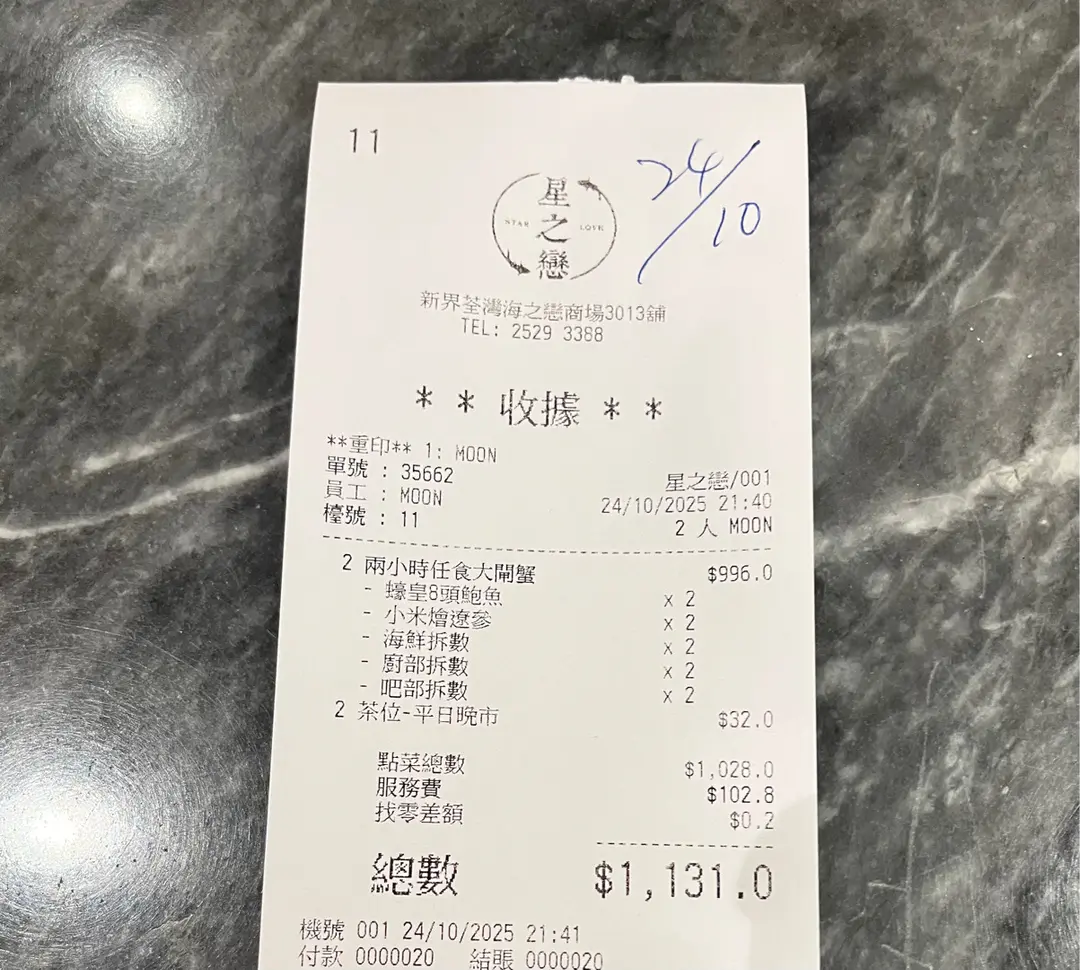 11
24/10
星之戀
STAR LOVE
新界荃灣海之戀商場3013舖
TEL: 2529 3388
* * 收據 * *
**重印** 1: MOON
單號 : 35662
星之戀/001
員工 : MOON
24/10/2025 21:40
檯號 : 11
2 人 MOON
2 兩小時任食大閘蟹 $996.0
- 蠔皇8頭鮑魚 x 2
- 小米燴遼參 x 2
- 海鮮拆數 x 2
- 廚部拆數 x 2
- 吧部拆數 x 2
2 茶位-平日晚市 $32.0
點菜總數 $1,028.0
服務費 $102.8
找零差額 $0.2
總數 $1,131.0
機號 001 24/10/2025 21:41
付款 0000020 結賬 0000020